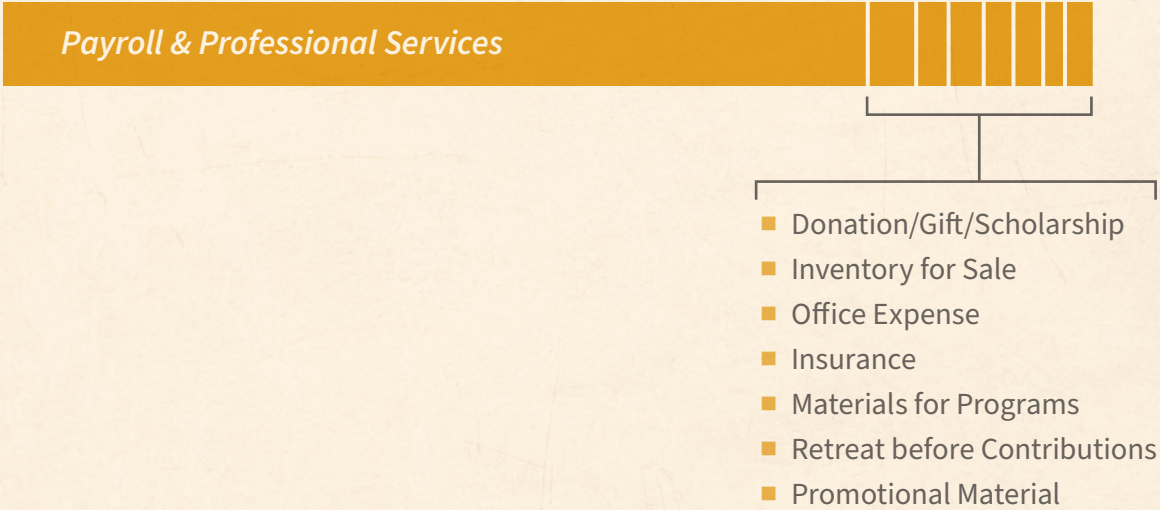 Payroll & Professional Services
Donation/Gift/Scholarship
Inventory for Sale
Office Expense
Insurance
Materials for Programs
Retreat before Contributions
Promotional Material